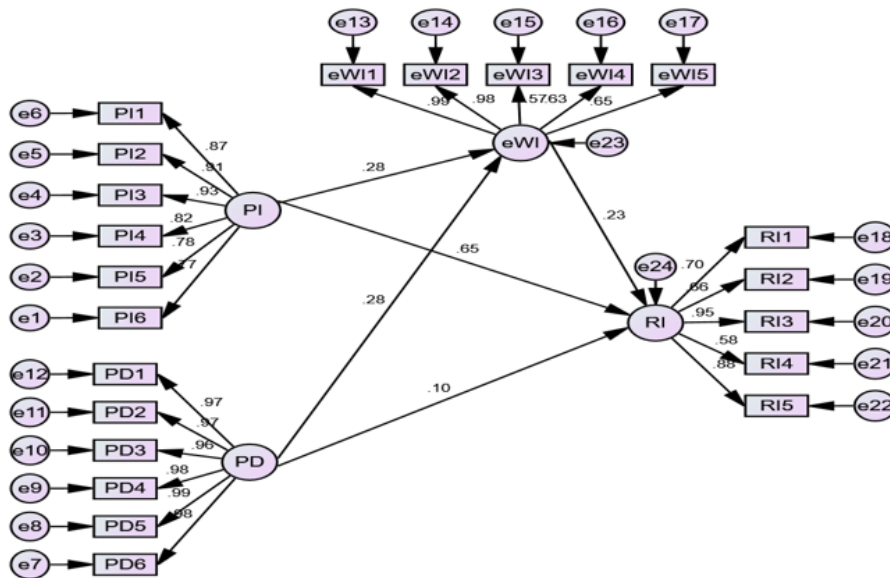 e13 e14 e15 e16 e17
eWI1 eWI2 eWI3 eWI4 eWI5
.99 .98 .57 .63 .65
eWI e23
e6 PI1 .87
e5 PI2 .91
e4 PI3 .93
e3 PI4 .82
e2 PI5 .78
e1 PI6 .77
PI
.28
.65
.28
.23
.10
e24
RI
.70 RI1 e18
.66 RI2 e19
.95 RI3 e20
.58 RI4 e21
.88 RI5 e22
e12 PD1 .97
e11 PD2 .97
e10 PD3 .96
e9 PD4 .98
e8 PD5 .99
e7 PD6 .98
PD